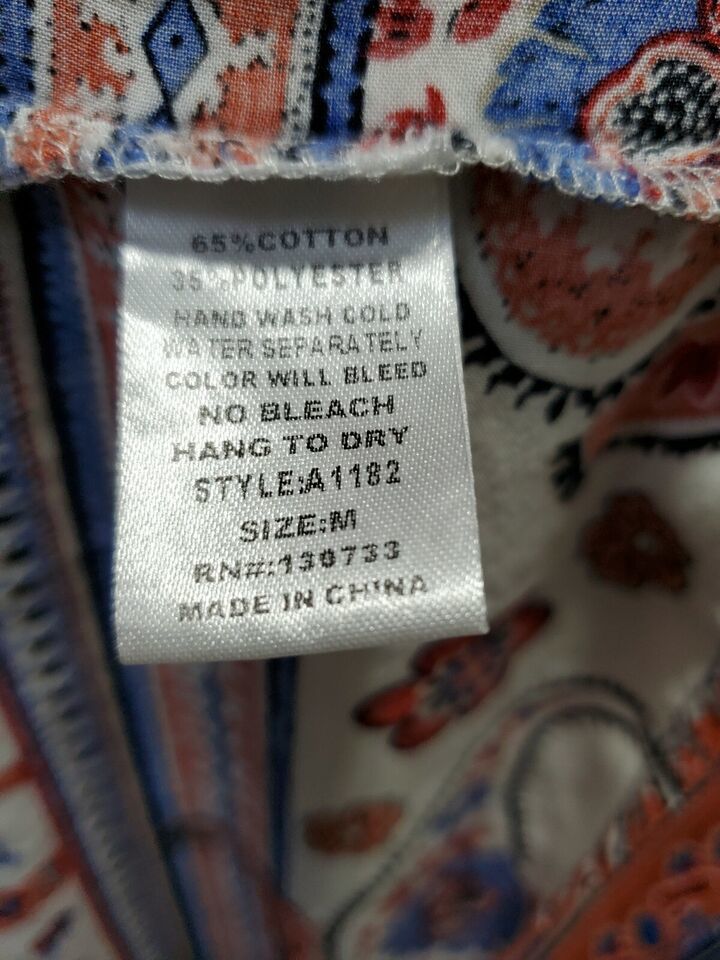 65%COTTON
35%POLYESTER
HAND WASH COLD
WATER SEPARATELY
COLOR WILL BLEED
NO BLEACH
HANG TO DRY
STYLE:A1182
SIZE:M
RN#:130733
MADE IN CHINA